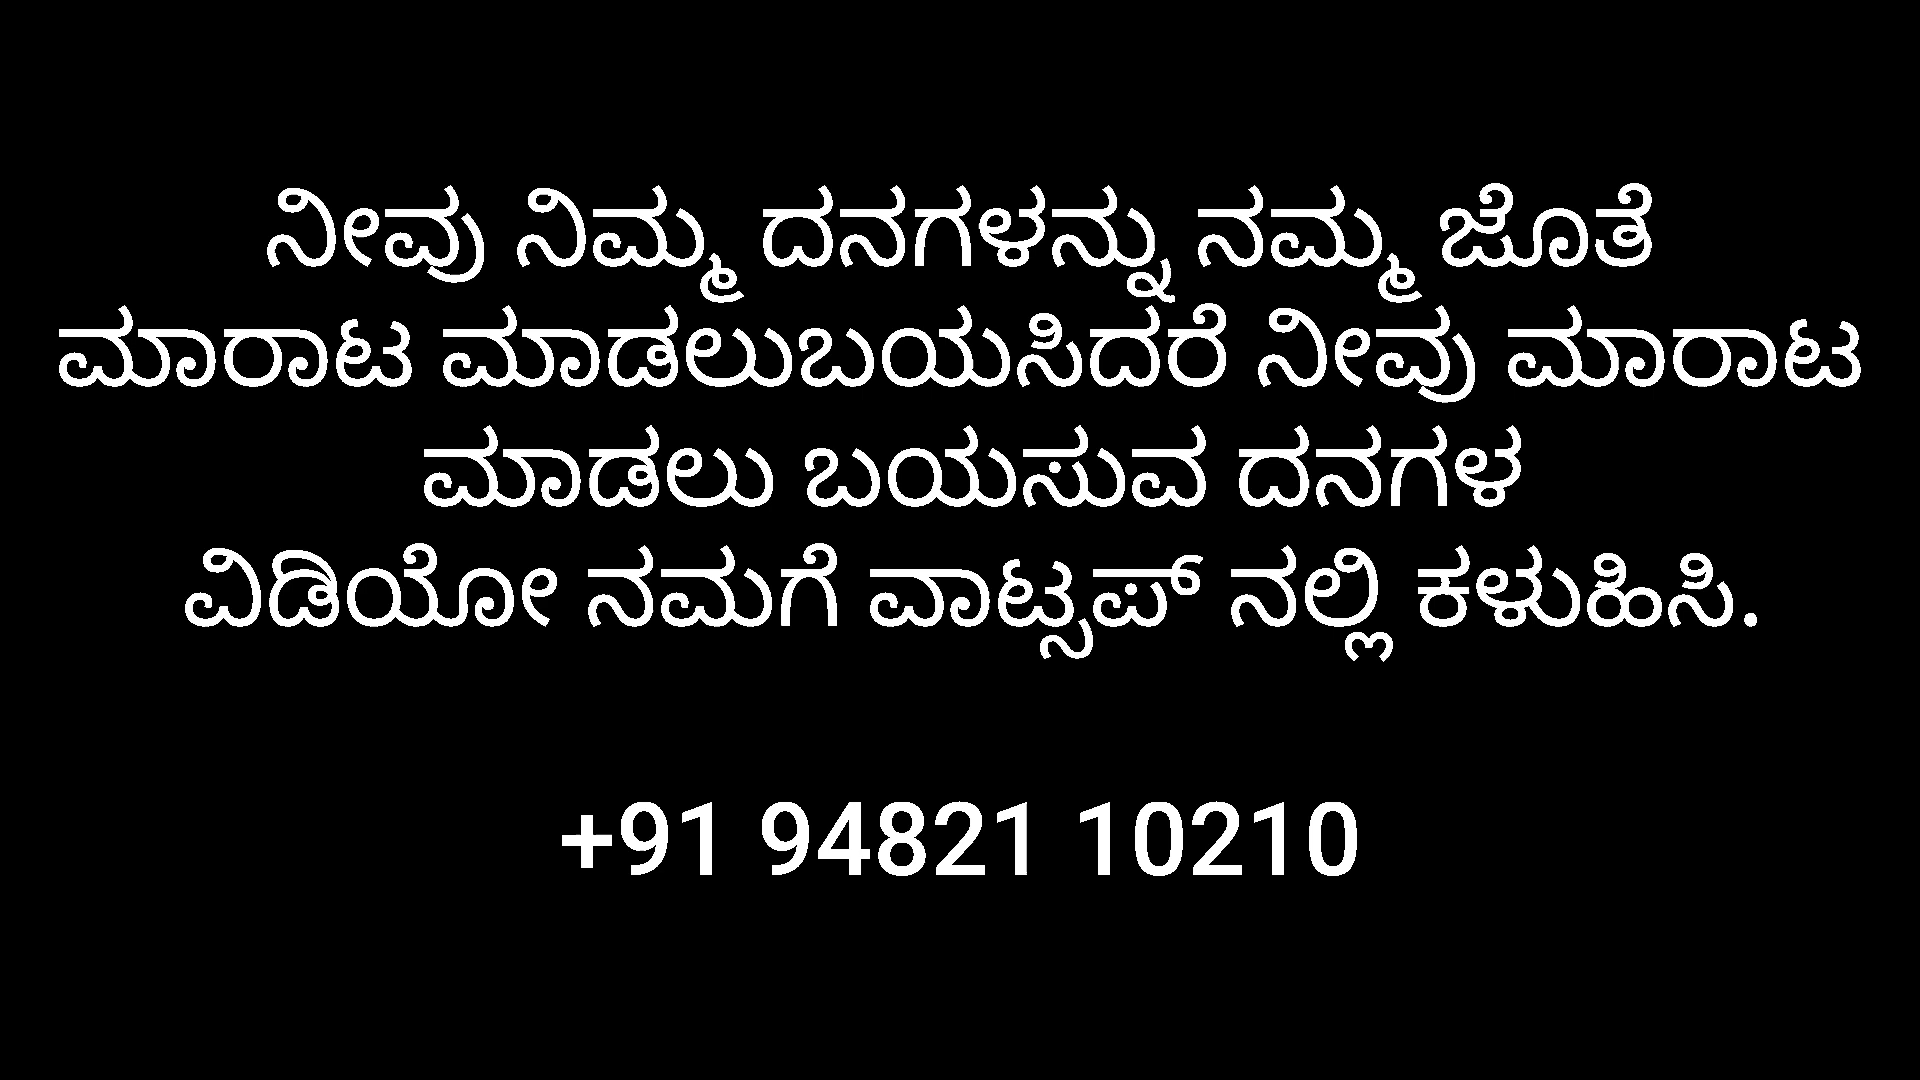 ನೀವು ನಿಮ್ಮ ದನಗಳನ್ನು ನಮ್ಮ ಜೊತೆ
ಮಾರಾಟ ಮಾಡಲುಬಯಸಿದರೆ ನೀವು ಮಾರಾಟ
ಮಾಡಲು ಬಯಸುವ ದನಗಳ
ವಿಡಿಯೋ ನಮಗೆ ವಾಟ್ಸಪ್ ನಲ್ಲಿ ಕಳುಹಿಸಿ.
+91 94821 10210